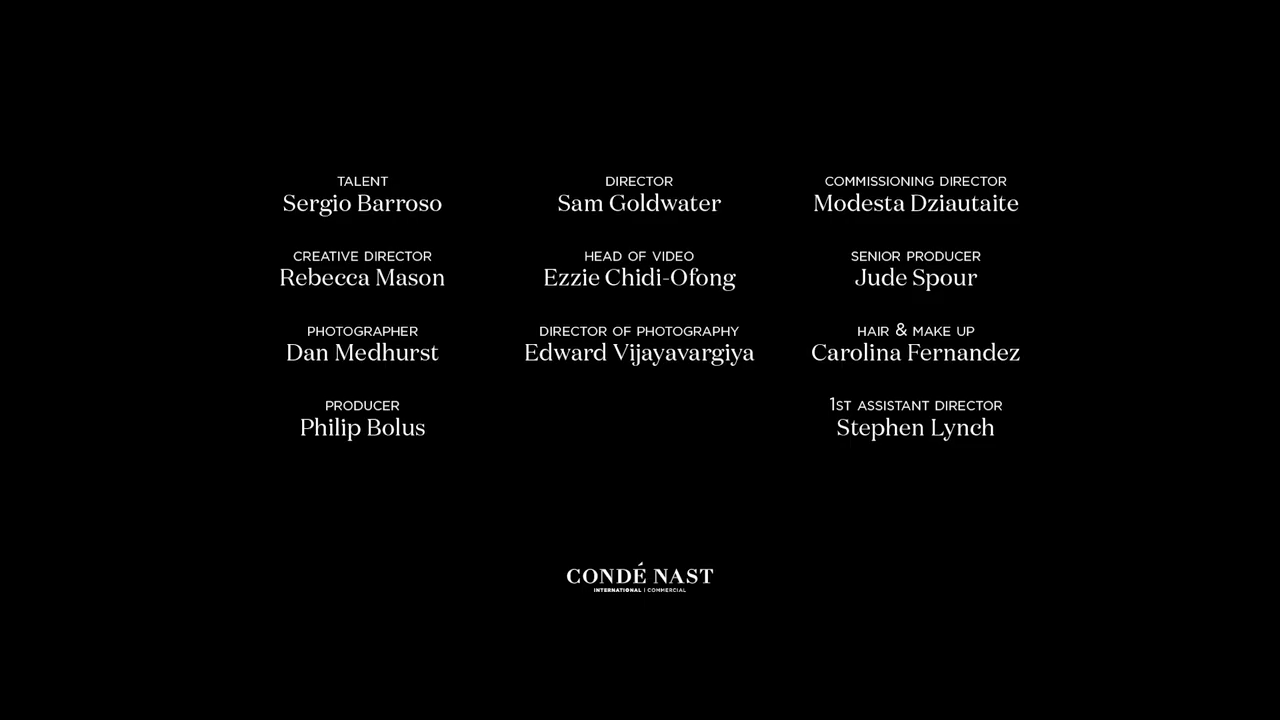 TALENT
Sergio Barroso
DIRECTOR
Sam Goldwater
COMMISSIONING DIRECTOR
Modesta Dziautaite
CREATIVE DIRECTOR
Rebecca Mason
HEAD OF VIDEO
Ezzie Chidi-Ofong
SENIOR PRODUCER
Jude Spour
PHOTOGRAPHER
Dan Medhurst
DIRECTOR OF PHOTOGRAPHY
Edward Vijayavargiya
HAIR & MAKE UP
Carolina Fernandez
PRODUCER
Philip Bolus
1ST ASSISTANT DIRECTOR
Stephen Lynch
CONDÉ NAST
INTERNATIONAL | COMMERCIAL